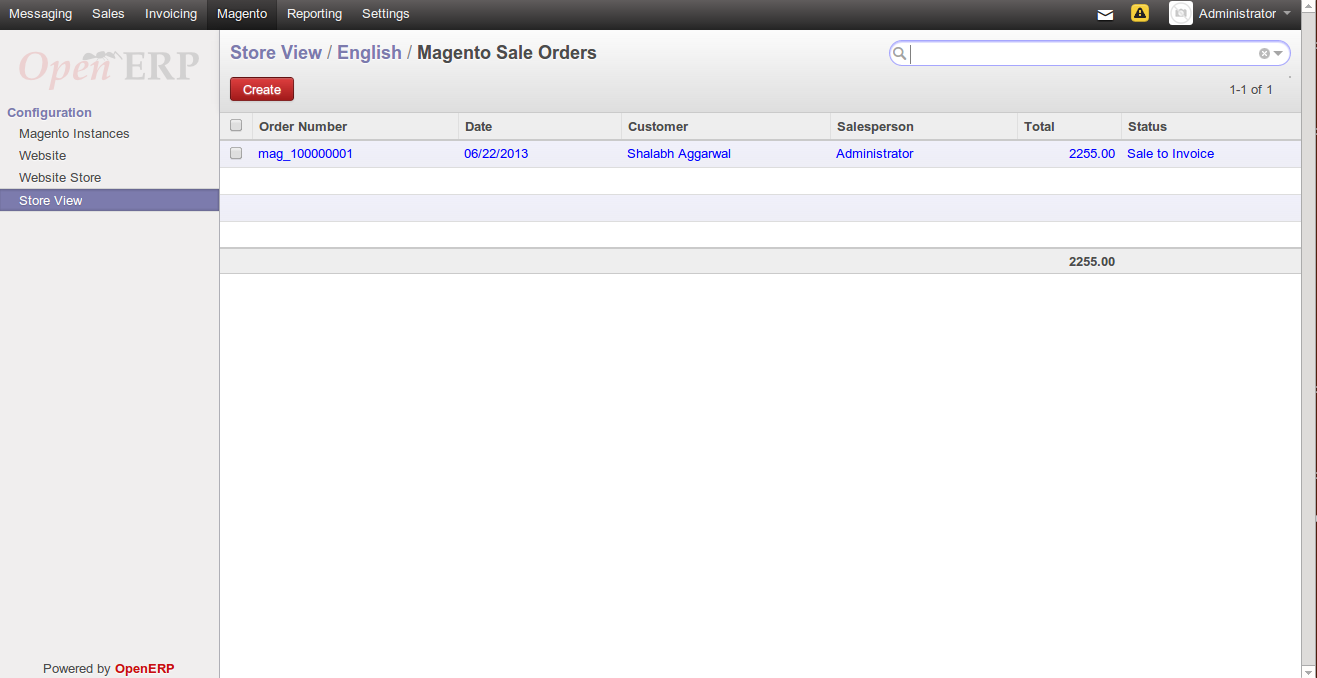 Messaging Sales Invoicing Magento Reporting Settings Administrator
Open ERP
Configuration
Magento Instances
Website
Website Store
Store View
Powered by OpenERP
Store View / English / Magento Sale Orders
Create 1-1 of 1
Order Number Date Customer Salesperson Total Status
mag_100000001 06/22/2013 Shalabh Aggarwal Administrator 2255.00 Sale to Invoice
2255.00